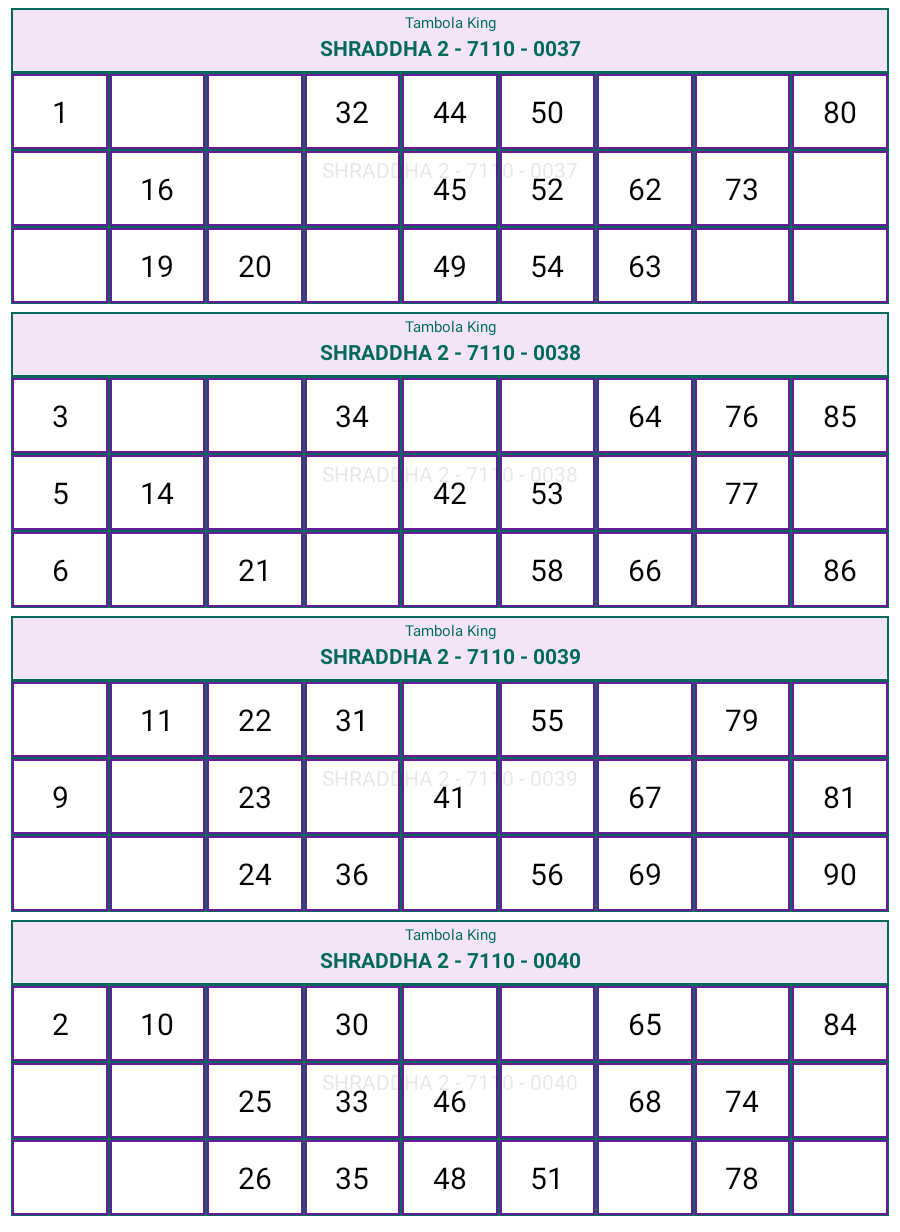 Tambola King
SHRADDHA 2 - 7110 - 0037
1 32 44 50 80
SHRADDHA 2 - 7110 - 0037
16 45 52 62 73
19 20 49 54 63
Tambola King
SHRADDHA 2 - 7110 - 0038
3 34 64 76 85
SHRADDHA 2 - 7110 - 0038
5 14 42 53 77
6 21 58 66 86
Tambola King
SHRADDHA 2 - 7110 - 0039
11 22 31 55 79
SHRADDHA 2 - 7110 - 0039
9 23 41 67 81
24 36 56 69 90
Tambola King
SHRADDHA 2 - 7110 - 0040
2 10 30 65 84
SHRADDHA 2 - 7110 - 0040
25 33 46 68 74
26 35 48 51 78